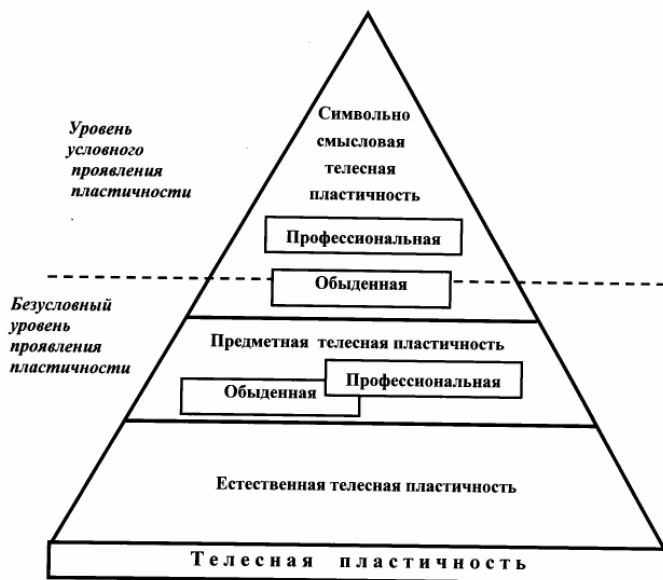 Уровень
условного
проявления
пластичности
Символьно
смысловая
телесная
пластичность
Профессиональная
Обыденная
Безусловный
уровень
проявления
пластичности
Предметная телесная пластичность
Профессиональная
Обыденная
Естественная телесная пластичность
Телесная пластичность